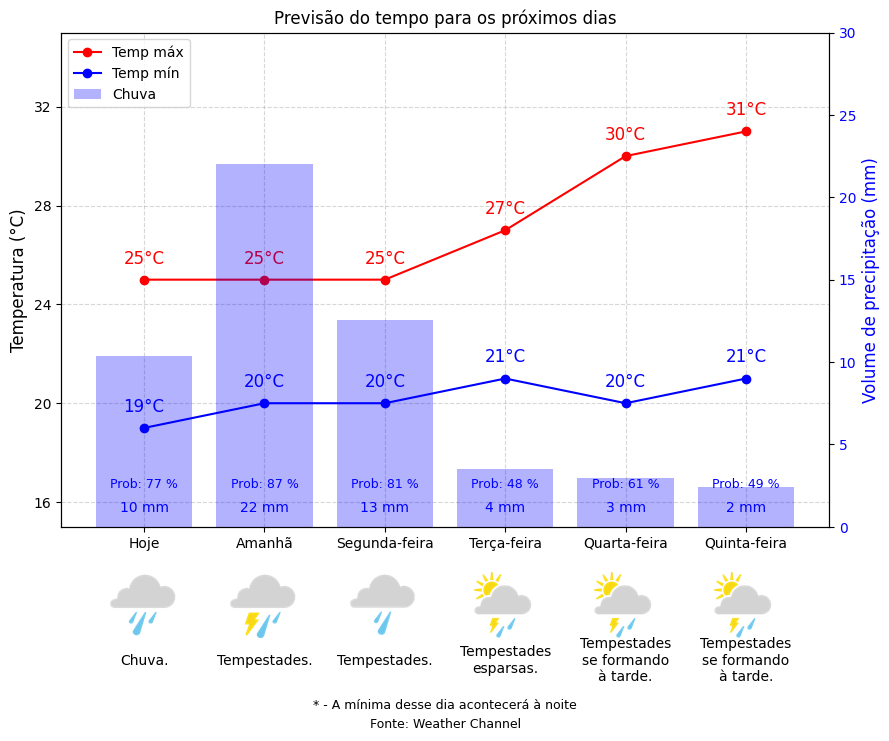 Previsão do tempo para os próximos dias
Temp máx
Temp mín
Chuva
Temperatura (°C)
32
28
24
20
16
Volume de precipitação (mm)
30
25
20
15
10
5
0
25°C
25°C
25°C
27°C
30°C
31°C
19°C
20°C
20°C
21°C
20°C
21°C
Prob: 77 %
Prob: 87 %
Prob: 81 %
Prob: 48 %
Prob: 61 %
Prob: 49 %
10 mm
22 mm
13 mm
4 mm
3 mm
2 mm
Hoje
Amanhã
Segunda-feira
Terça-feira
Quarta-feira
Quinta-feira
Chuva.
Tempestades.
Tempestades.
Tempestades
esparsas.
Tempestades
se formando
à tarde.
Tempestades
se formando
à tarde.
* - A mínima desse dia acontecerá à noite
Fonte: Weather Channel